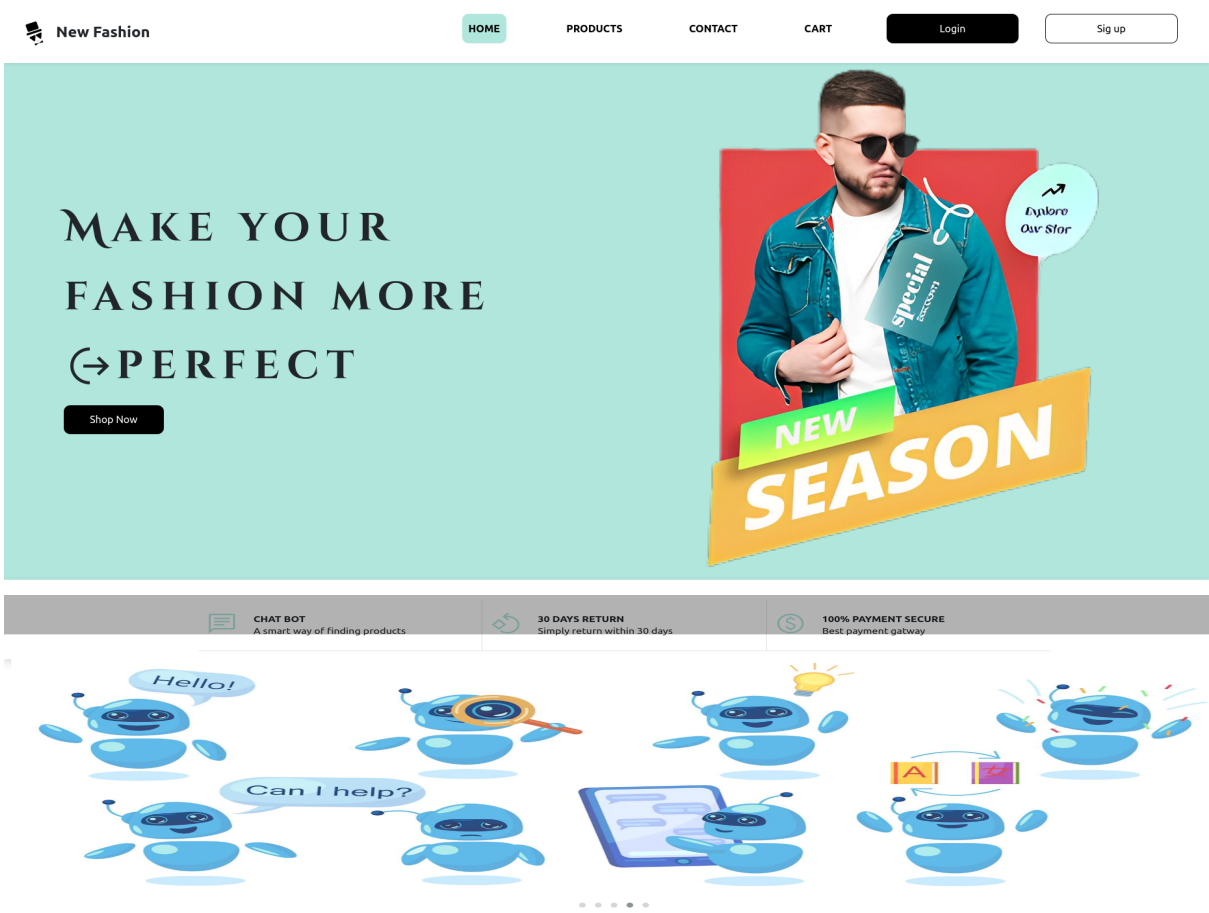 New Fashion
HOME
PRODUCTS
CONTACT
CART
Login
Sig up
MAKE YOUR
FASHION MORE
PERFECT
Shop Now
special
NEW
SEASON
CHAT BOT
A smart way of finding products
30 DAYS RETURN
Simply return within 30 days
100% PAYMENT SECURE
Best payment gatway
Hello!
Can I help?
A